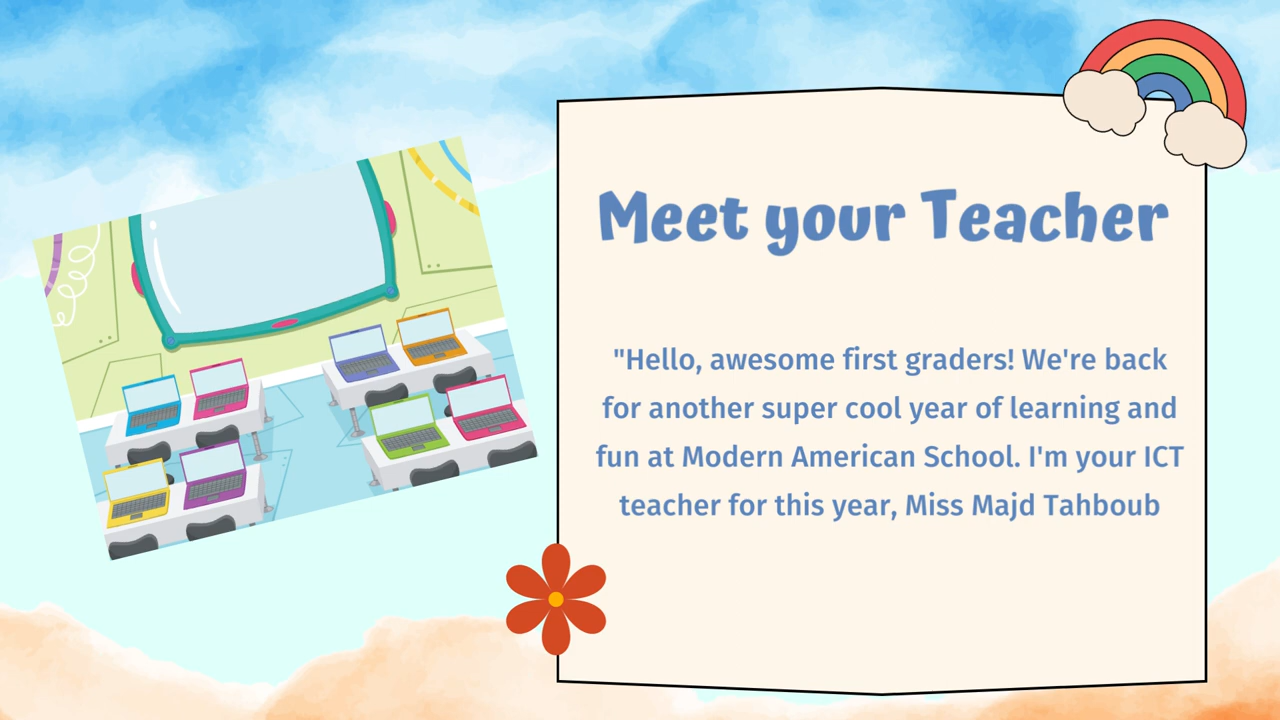 Meet your Teacher
"Hello, awesome first graders! We're back
for another super cool year of learning and
fun at Modern American School. I'm your ICT
teacher for this year, Miss Majd Tahboub